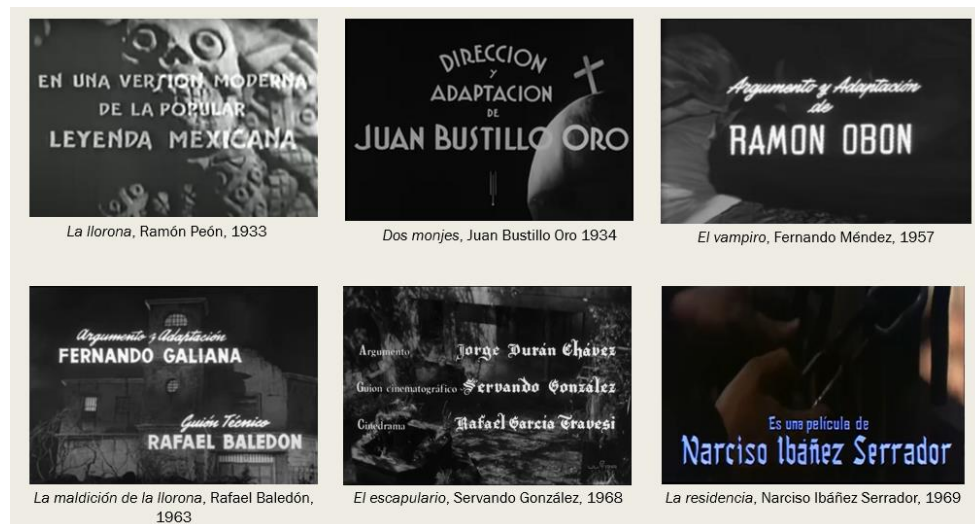 EN UNA VERSION MODERNA
DE LA POPULAR
LEYENDA MEXICANA
La llorona, Ramón Peón, 1933
DIRECCION
Y
ADAPTACION
DE
JUAN BUSTILLO ORO
Dos monjes, Juan Bustillo Oro 1934
Argumento y Adaptación
de
RAMON OBON
El vampiro, Fernando Méndez, 1957
Argumento y Adaptación
FERNANDO GALIANA
Guión Técnico
RAFAEL BALEDON
La maldición de la llorona, Rafael Baledón,
1963
Argumento Jorge Durán Chávez
Guion cinematográfico - Servando González
Cinedrama Rafael García Travesi
El escapulario, Servando González, 1968
Es una película de
Narciso Ibáñez Serrador
La residencia, Narciso Ibáñez Serrador, 1969